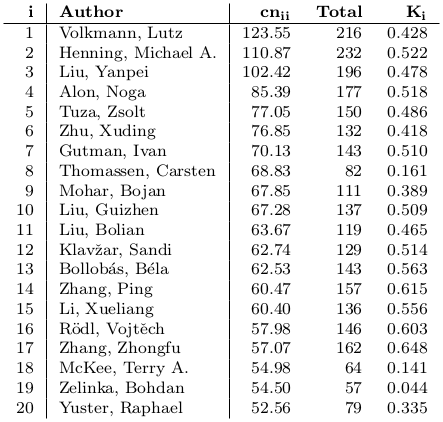 i Author cnii Total Ki
1 Volkmann, Lutz 123.55 216 0.428
2 Henning, Michael A. 110.87 232 0.522
3 Liu, Yanpei 102.42 196 0.478
4 Alon, Noga 85.39 177 0.518
5 Tuza, Zsolt 77.05 150 0.486
6 Zhu, Xuding 76.85 132 0.418
7 Gutman, Ivan 70.13 143 0.510
8 Thomassen, Carsten 68.83 82 0.161
9 Mohar, Bojan 67.85 111 0.389
10 Liu, Guizhen 67.28 137 0.509
11 Liu, Bolian 63.67 119 0.465
12 Klavžar, Sandi 62.74 129 0.514
13 Bollobás, Béla 62.53 143 0.563
14 Zhang, Ping 60.47 157 0.615
15 Li, Xueliang 60.40 136 0.556
16 Rödl, Vojtěch 57.98 146 0.603
17 Zhang, Zhongfu 57.07 162 0.648
18 McKee, Terry A. 54.98 64 0.141
19 Zelinka, Bohdan 54.50 57 0.044
20 Yuster, Raphael 52.56 79 0.335